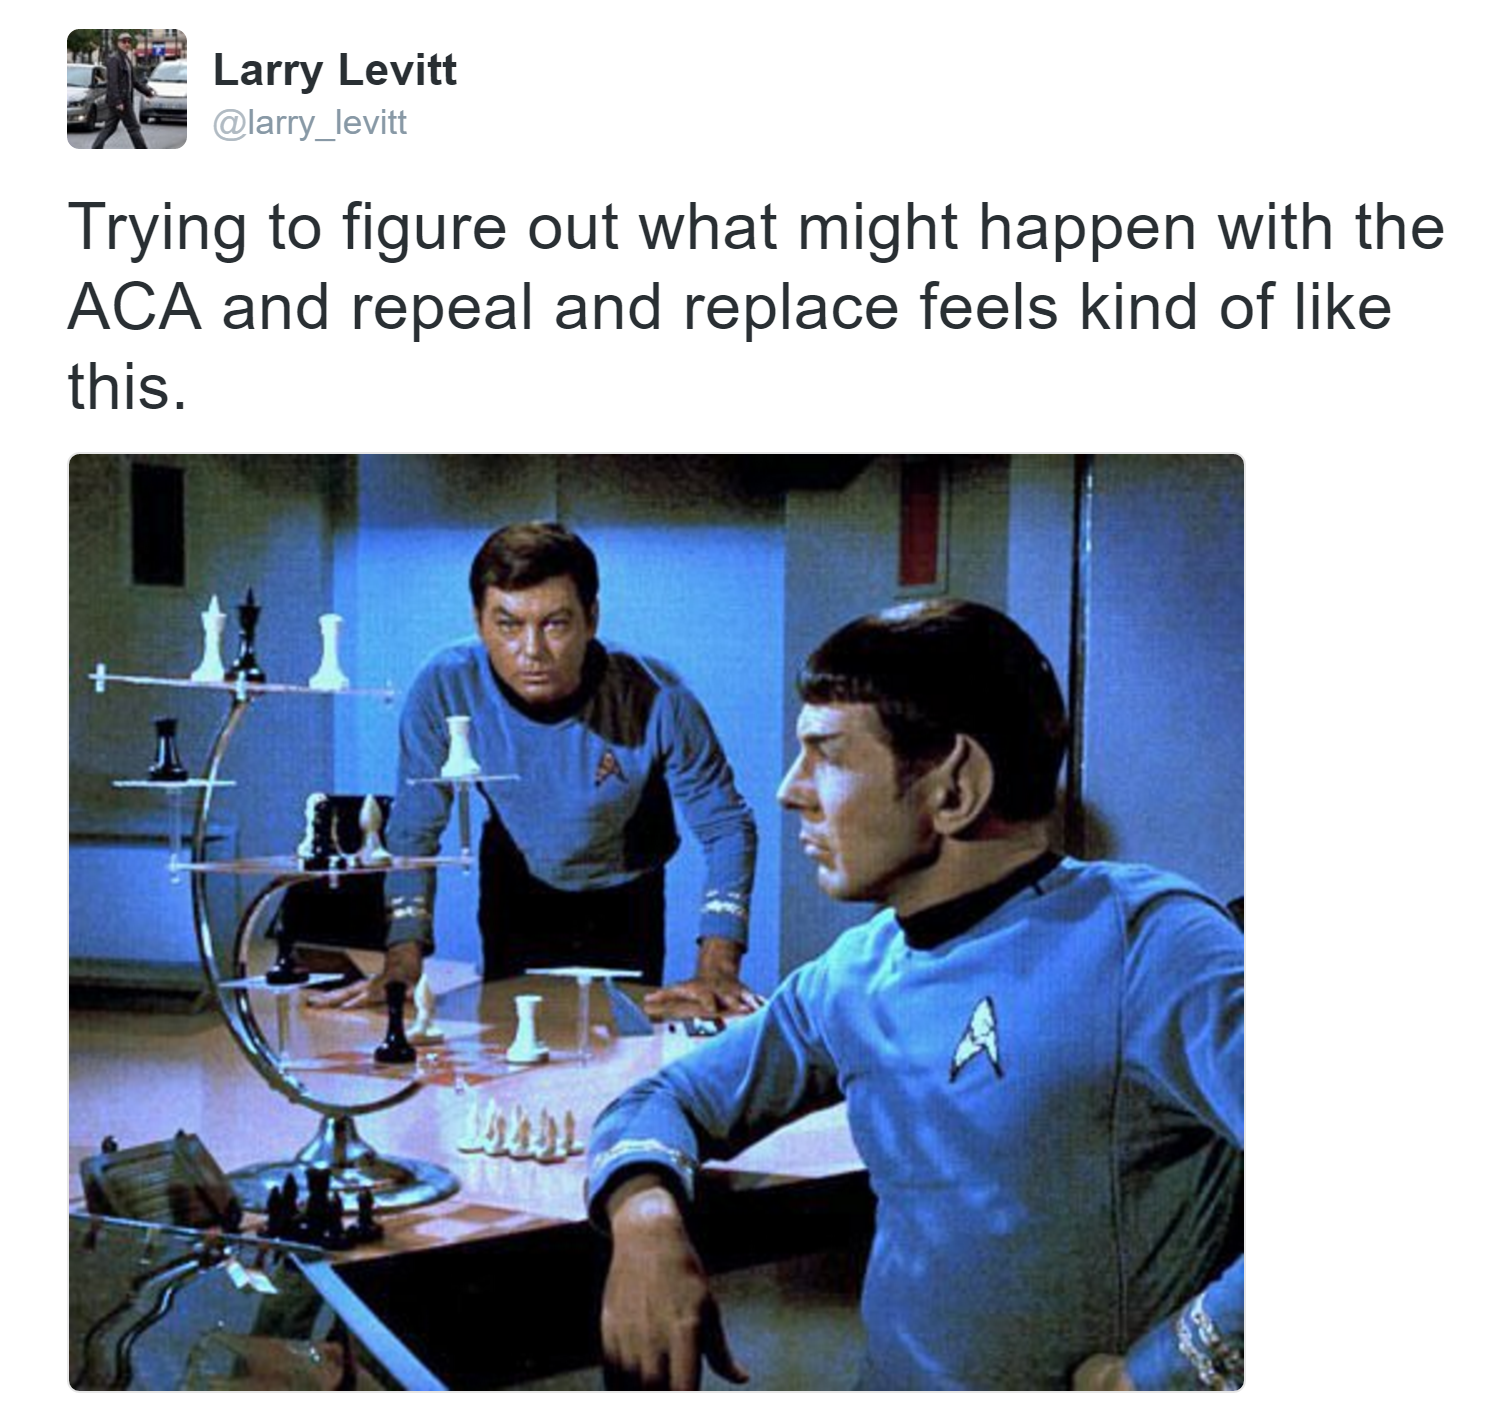 Larry Levitt
@larry_levitt
Trying to figure out what might happen with the
ACA and repeal and replace feels kind of like
this.